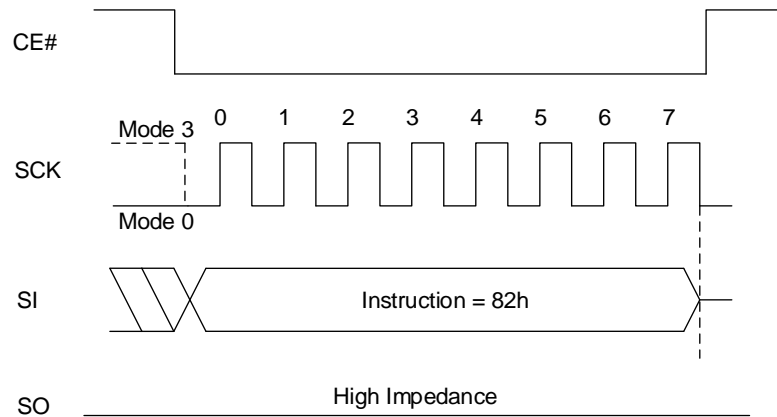 CE#
Mode 3 0 1 2 3 4 5 6 7
SCK
Mode 0
SI Instruction = 82h
SO High Impedance